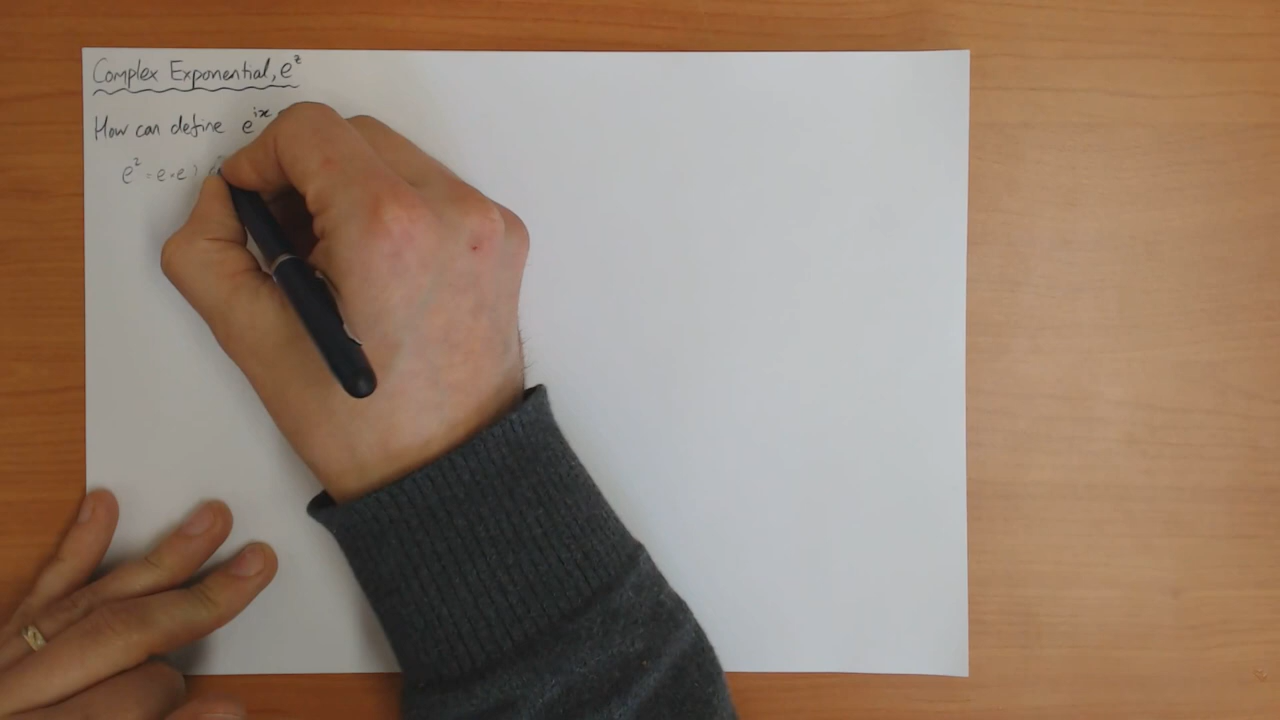 Complex Exponential, e^z
How can define e^ix
e^2 = e×e)